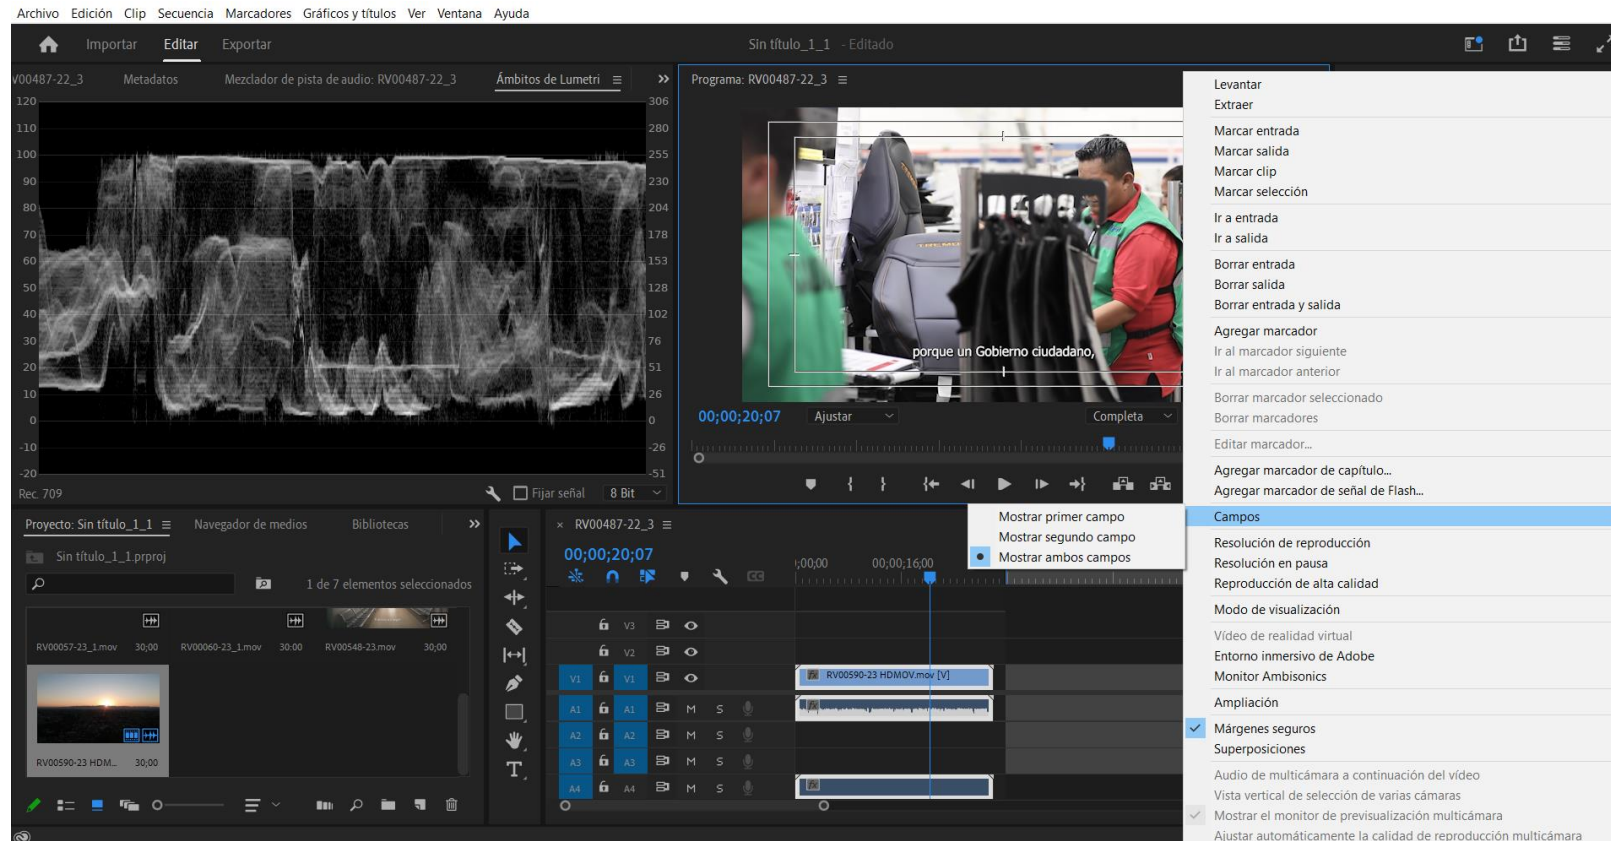 Archivo Edición Clip Secuencia Marcadores Gráficos y títulos Ver Ventana Ayuda
Importar Editar Exportar
Sin título_1_1 - Editado
V00487-22_3 Metadatos Mezclador de pista de audio: RV00487-22_3 Ámbitos de Lumetri
Programa: RV00487-22_3
120 306
110 280
100 255
90 230
80 204
70 178
60 153
50 128
40 102
30 76
20 51
10 26
0 0
-10 -26
-20 -51
Rec. 709 Fijar señal 8 Bit
porque un Gobierno ciudadano,
00;00;20;07 Ajustar Completa
Levantar
Extraer
Marcar entrada
Marcar salida
Marcar clip
Marcar selección
Ir a entrada
Ir a salida
Borrar entrada
Borrar salida
Borrar entrada y salida
Agregar marcador
Ir al marcador siguiente
Ir al marcador anterior
Borrar marcador seleccionado
Borrar marcadores
Editar marcador...
Agregar marcador de capítulo...
Agregar marcador de señal de Flash...
Campos
Mostrar primer campo
Mostrar segundo campo
Mostrar ambos campos
Resolución de reproducción
Resolución en pausa
Reproducción de alta calidad
Modo de visualización
Vídeo de realidad virtual
Entorno inmersivo de Adobe
Monitor Ambisonics
Ampliación
Márgenes seguros
Superposiciones
Audio de multicámara a continuación del vídeo
Vista vertical de selección de varias cámaras
Mostrar el monitor de previsualización multicámara
Ajustar automáticamente la calidad de reproducción multicámara
Proyecto: Sin título_1_1 Navegador de medios Bibliotecas
Sin título_1_1.prproj
1 de 7 elementos seleccionados
RV00057-23_1.mov 30;00 RV00060-23_1.mov 30:00 RV00548-23.mov 30;00
RV00590-23 HDM... 30;00
× RV00487-22_3
00;00;20;07
;00;00 00;00;16;00
V3
V2
V1 V1 fx RV00590-23 HDMOV.mov [V]
A1 A1 M S fx
A2 A2 M S
A3 A3 M S
A4 A4 M S fx